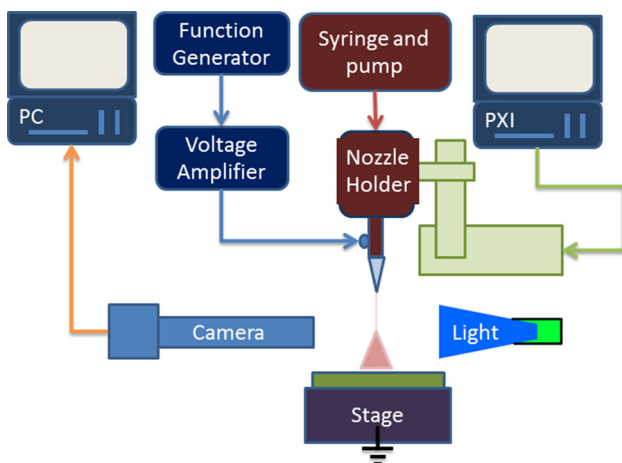 Function
Generator
Syringe and
pump
PC
PXI
Voltage
Amplifier
Nozzle
Holder
Camera
Light
Stage